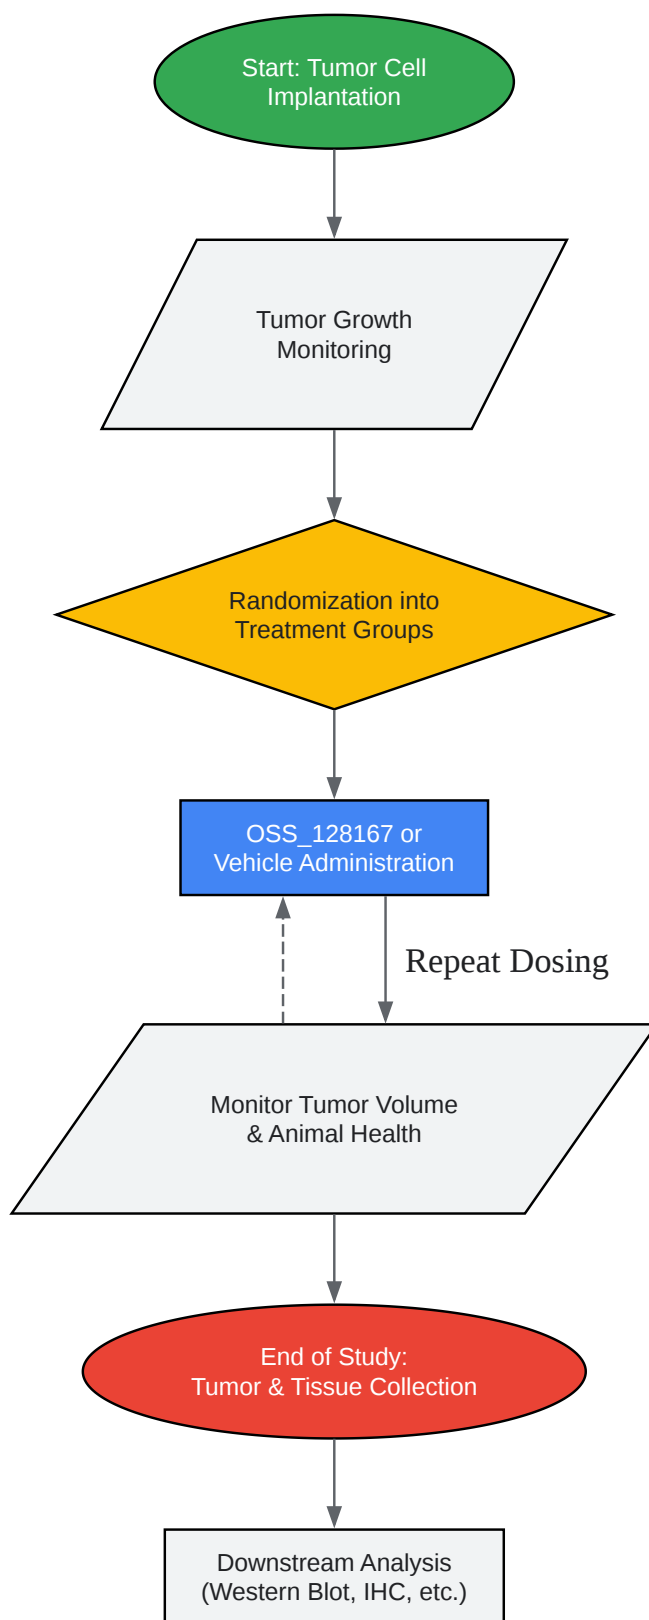 Start: Tumor Cell
Implantation
Tumor Growth
Monitoring
Randomization into
Treatment Groups
OSS_128167 or
Vehicle Administration
Repeat Dosing
Monitor Tumor Volume
& Animal Health
End of Study:
Tumor & Tissue Collection
Downstream Analysis
(Western Blot, IHC, etc.)